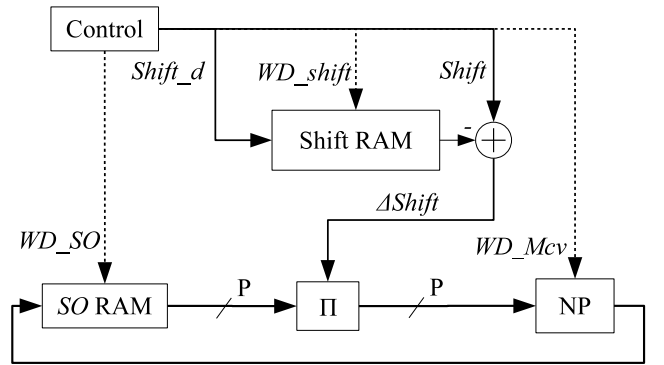 Control
Shift_d
WD_shift
Shift
Shift RAM
-
+
ΔShift
WD_SO
WD_Mcv
SO RAM
P
Π
P
NP